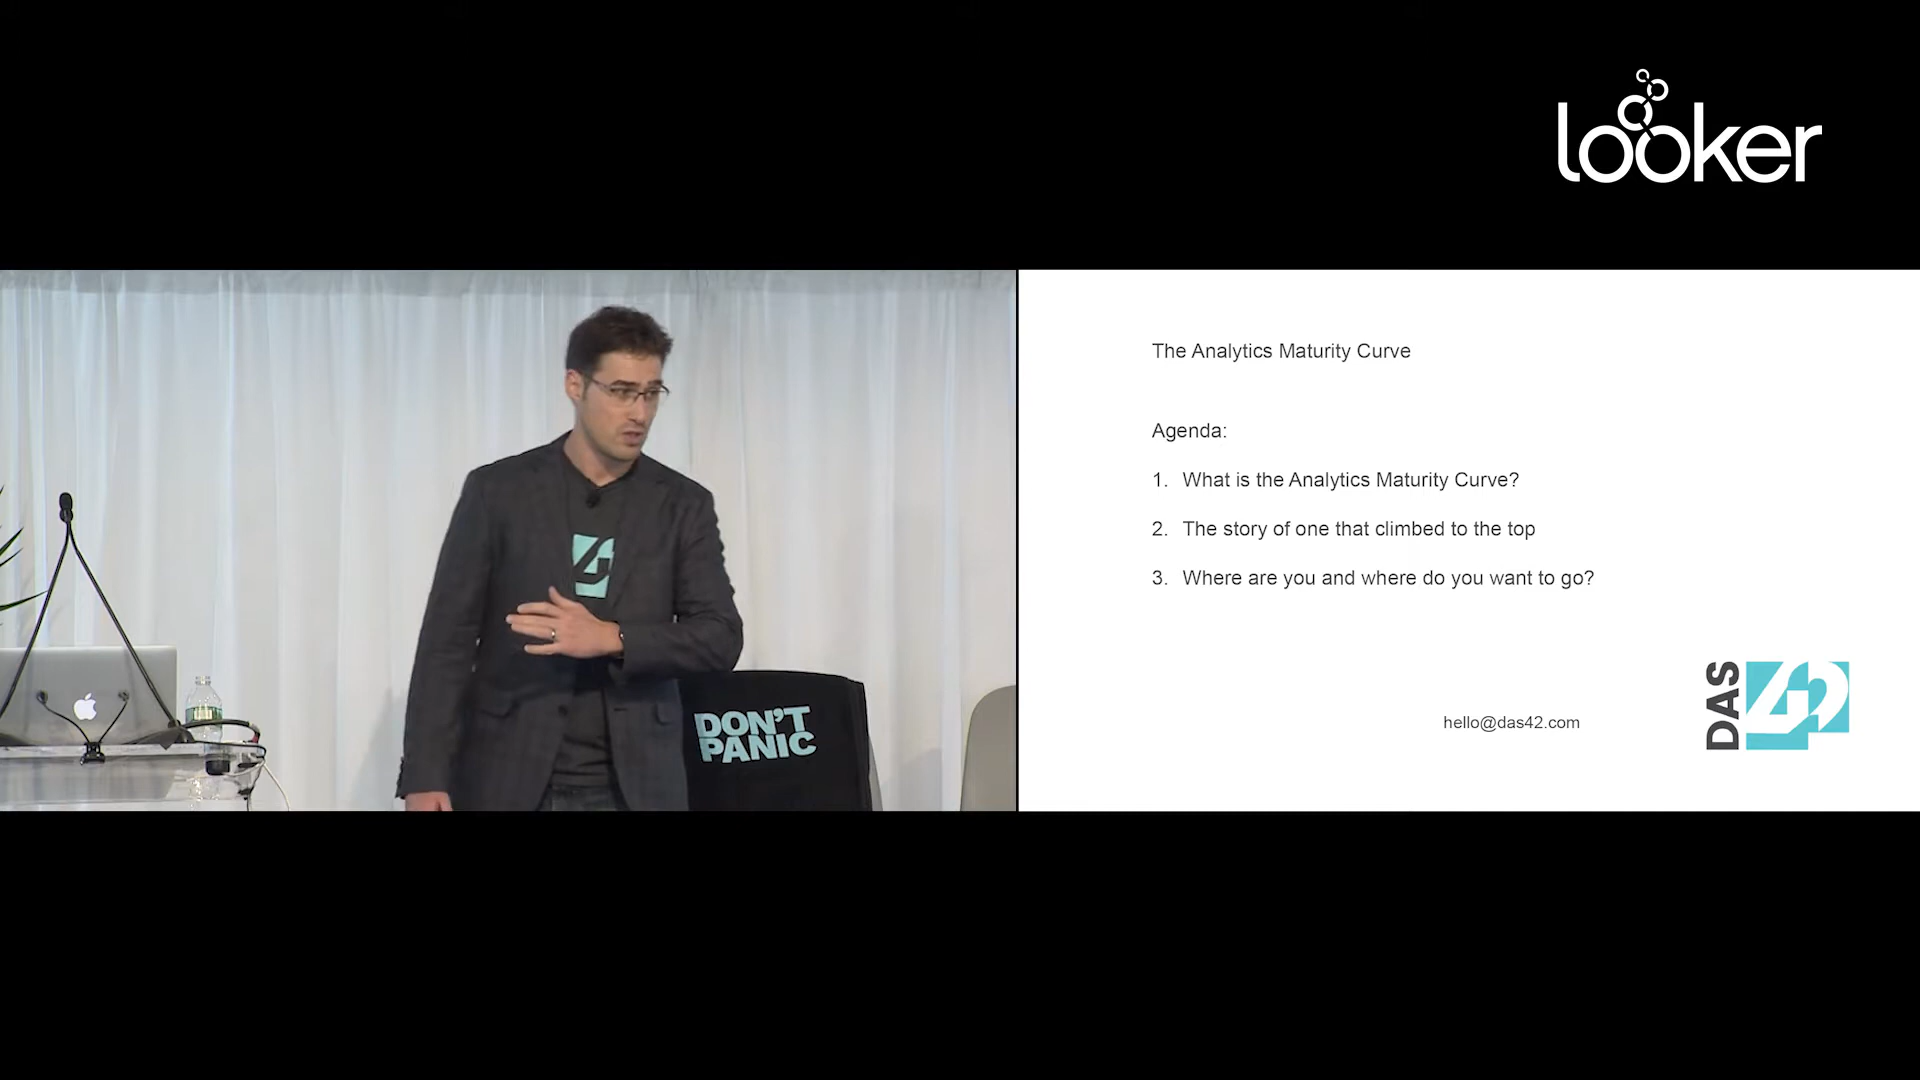 looker
The Analytics Maturity Curve
Agenda:
1. What is the Analytics Maturity Curve?
2. The story of one that climbed to the top
3. Where are you and where do you want to go?
hello@das42.com
DAS
42
4
DON'T
PANIC